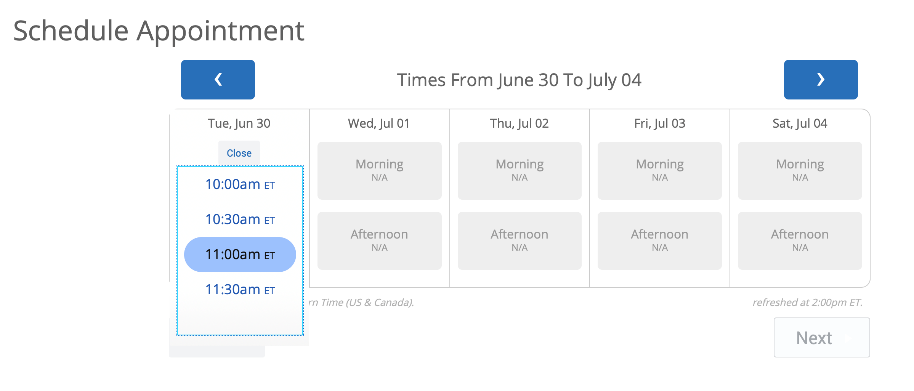 Schedule Appointment
Times From June 30 To July 04
Tue, Jun 30
Close
10:00am ET
10:30am ET
11:00am ET
11:30am ET
Wed, Jul 01
Morning
N/A
Afternoon
N/A
Thu, Jul 02
Morning
N/A
Afternoon
N/A
Fri, Jul 03
Morning
N/A
Afternoon
N/A
Sat, Jul 04
Morning
N/A
Afternoon
N/A
Time (US & Canada).
refreshed at 2:00pm ET.
Next